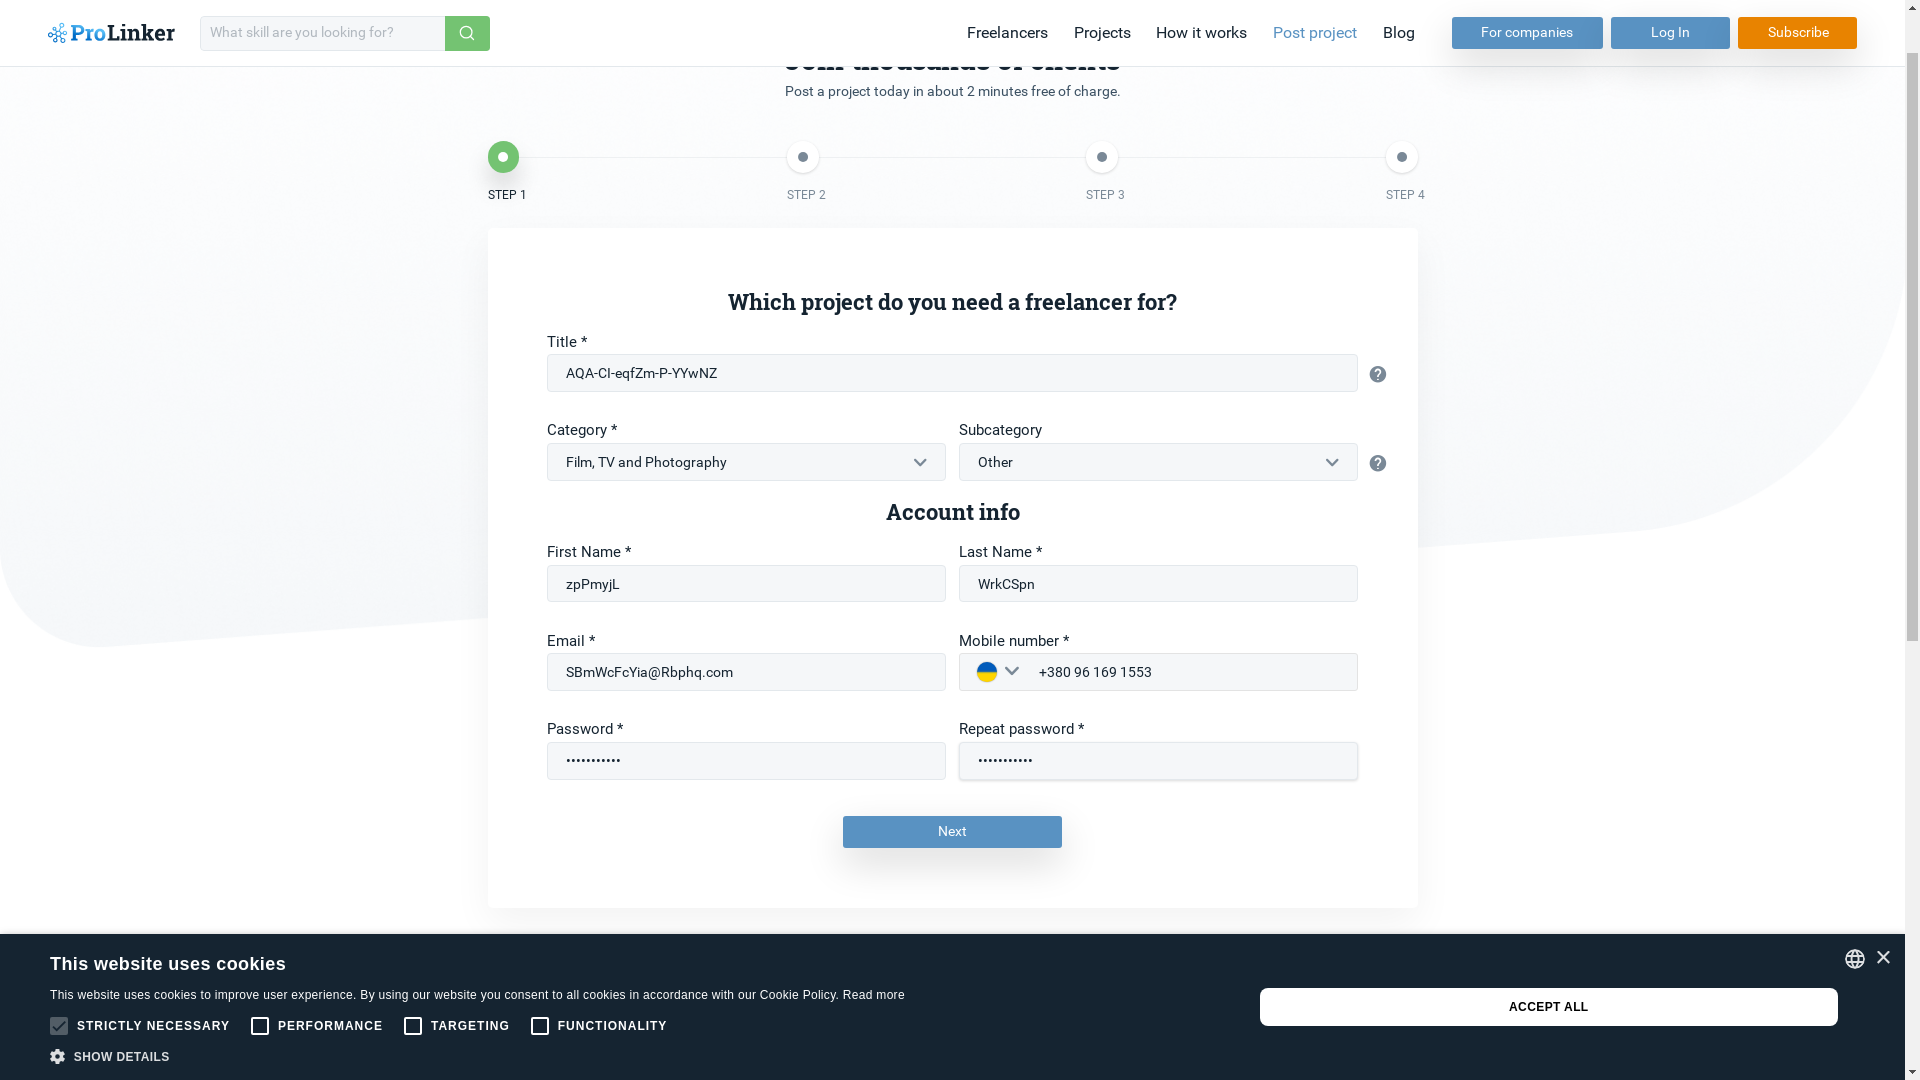 ProLinker
What skill are you looking for?
Freelancers
Projects
How it works
Post project
Blog
For companies
Log In
Subscribe
Post a project today in about 2 minutes free of charge.
STEP 1
STEP 2
STEP 3
STEP 4
Which project do you need a freelancer for?
Title *
AQA-CI-eqfZm-P-YYwNZ
Category *
Subcategory
Film, TV and Photography
Other
Account info
First Name *
Last Name *
zpPmyjL
WrkCSpn
Email *
Mobile number *
SBmWcFcYia@Rbphq.com
+380 96 169 1553
Password *
Repeat password *
•••••••••••
•••••••••••
Next
This website uses cookies
This website uses cookies to improve user experience. By using our website you consent to all cookies in accordance with our Cookie Policy. Read more
STRICTLY NECESSARY
PERFORMANCE
TARGETING
FUNCTIONALITY
SHOW DETAILS
ACCEPT ALL